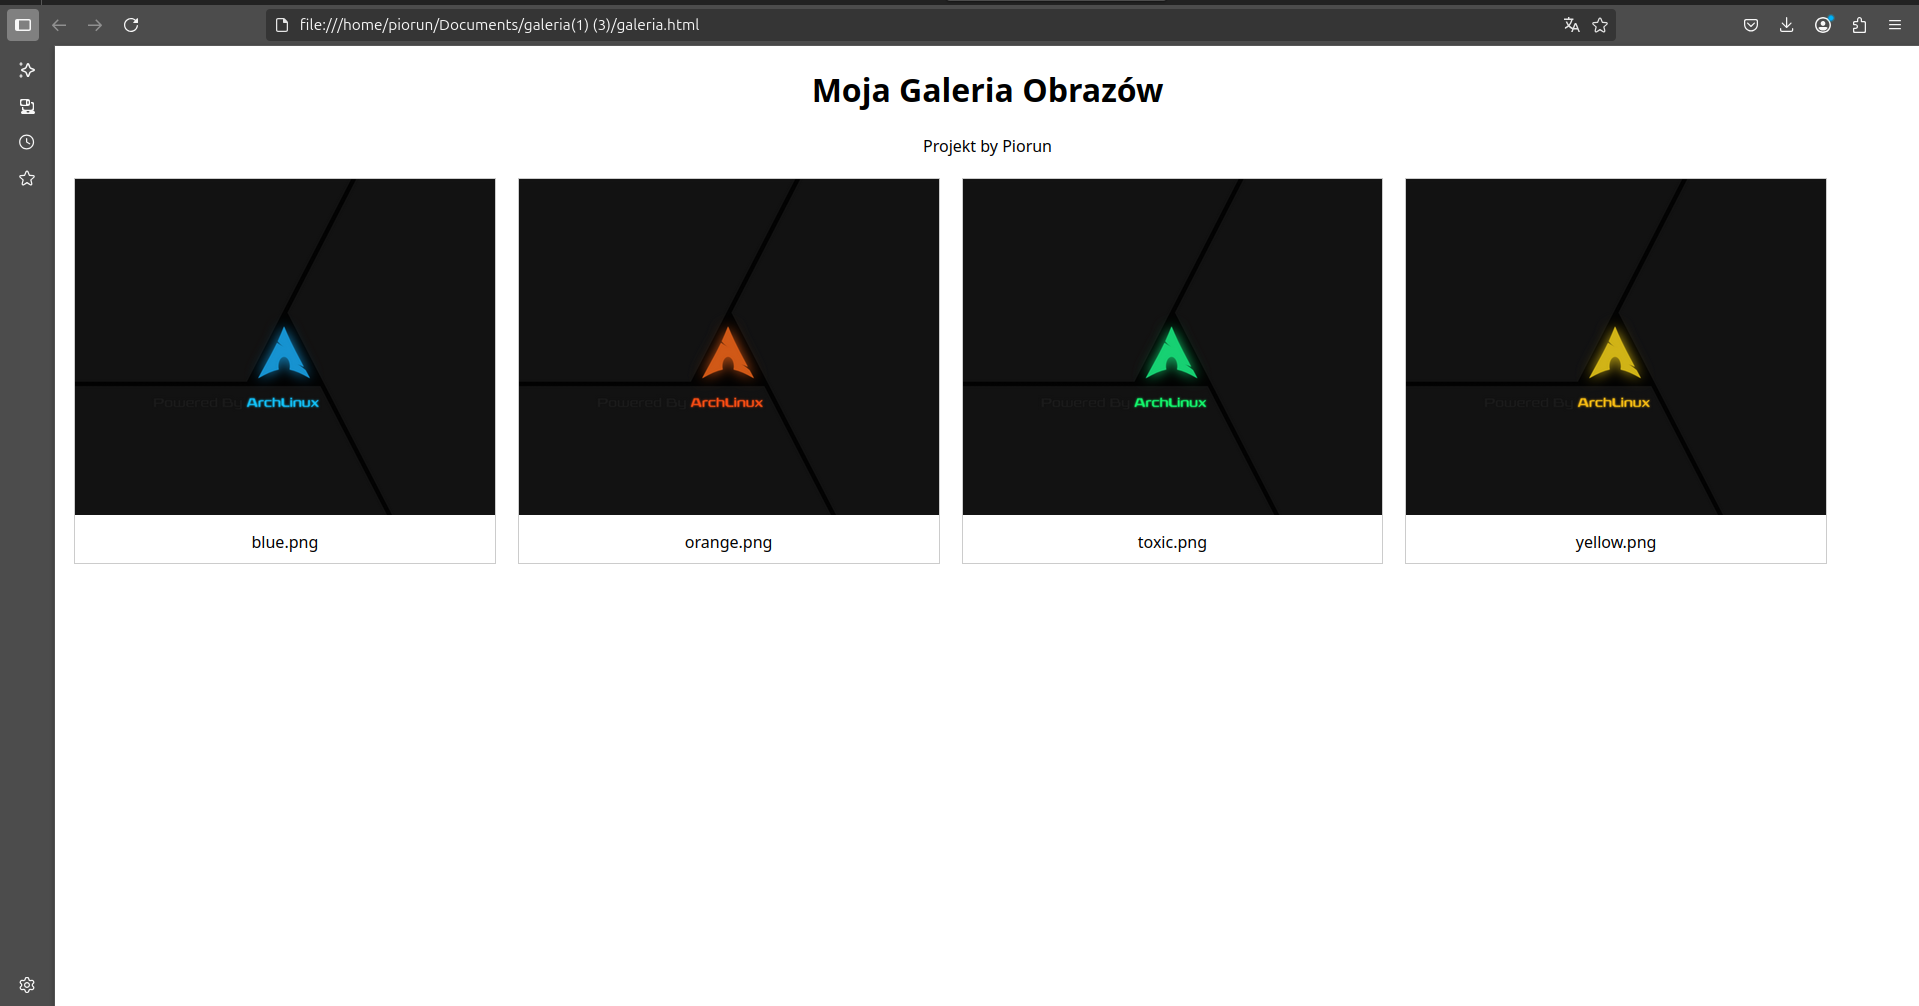 file:///home/piorun/Documents/galeria(1) (3)/galeria.html
Moja Galeria Obrazów
Projekt by Piorun
Powered By ArchLinux
Powered By ArchLinux
Powered By ArchLinux
Powered By ArchLinux
blue.png
orange.png
toxic.png
yellow.png